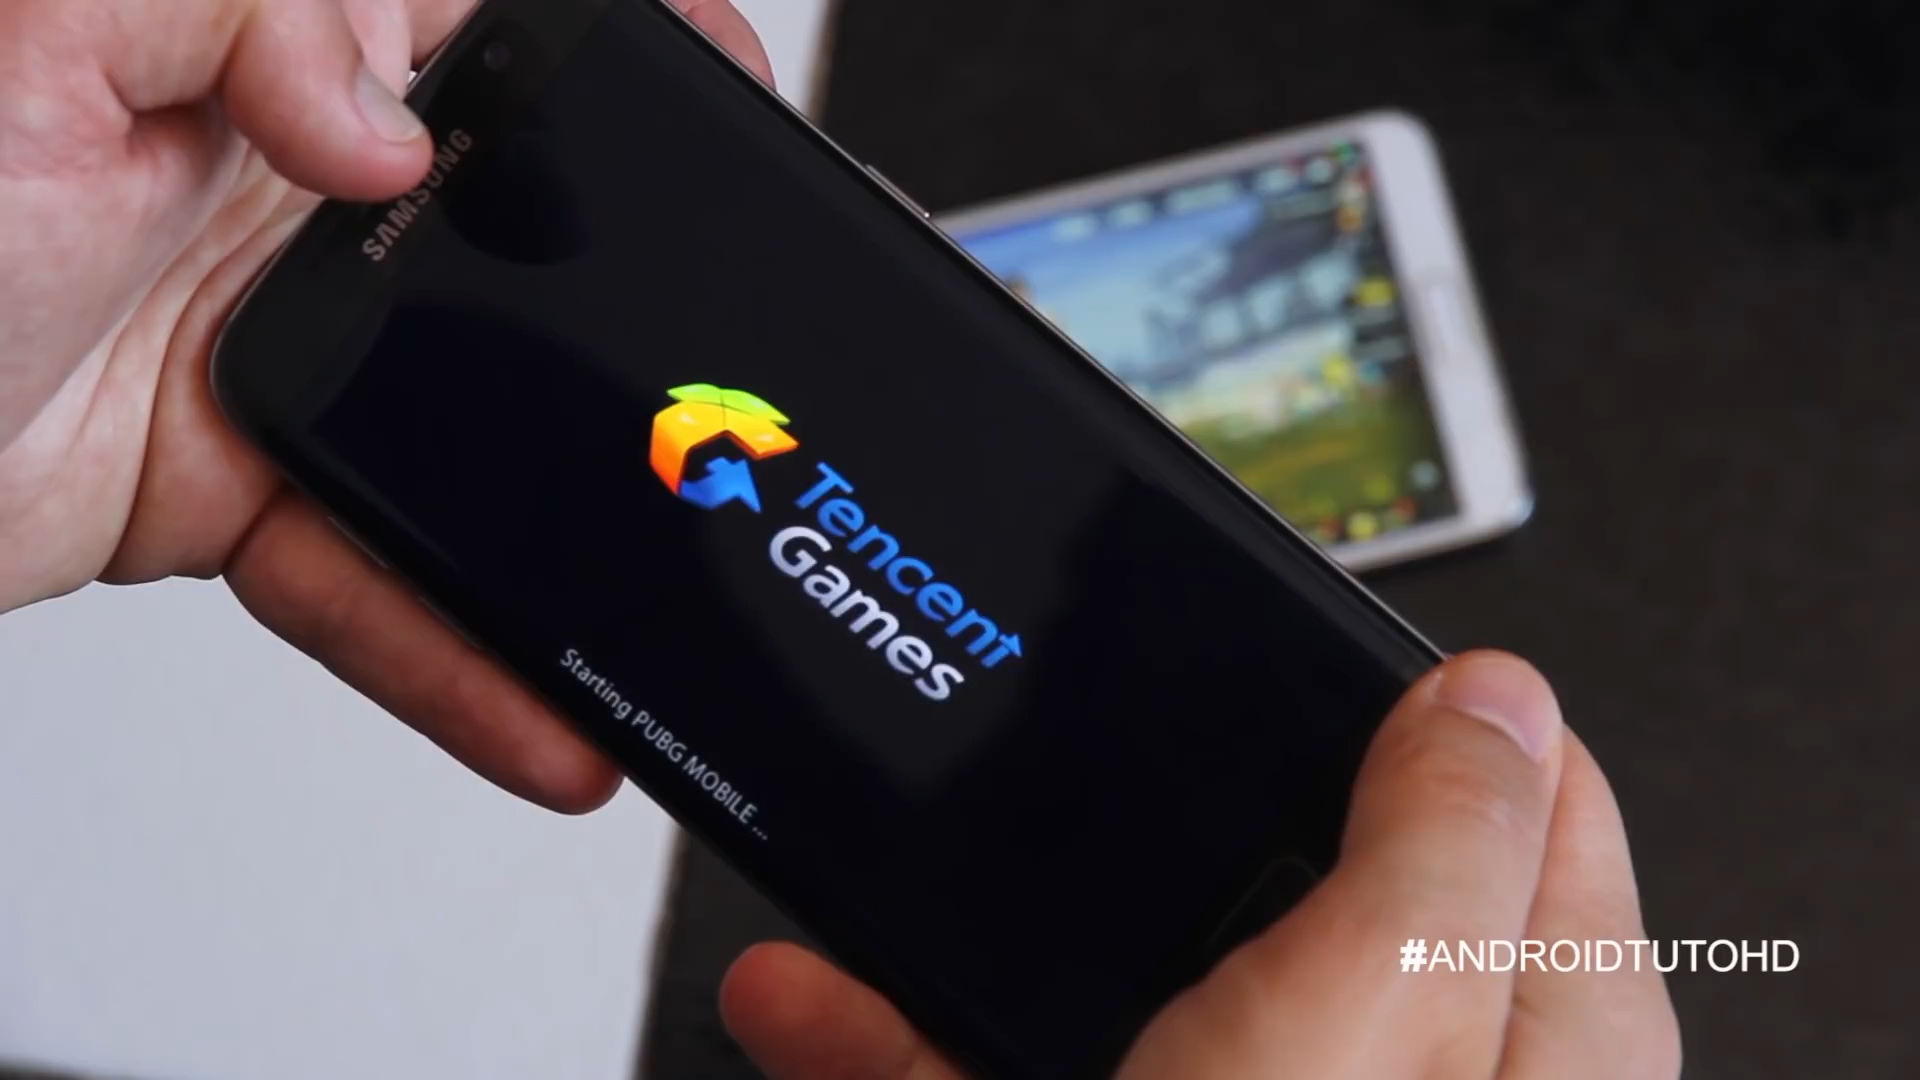 SAMSUNG
Tencent
Games
Starting PUBG MOBILE ...
#ANDROIDTUTOHD